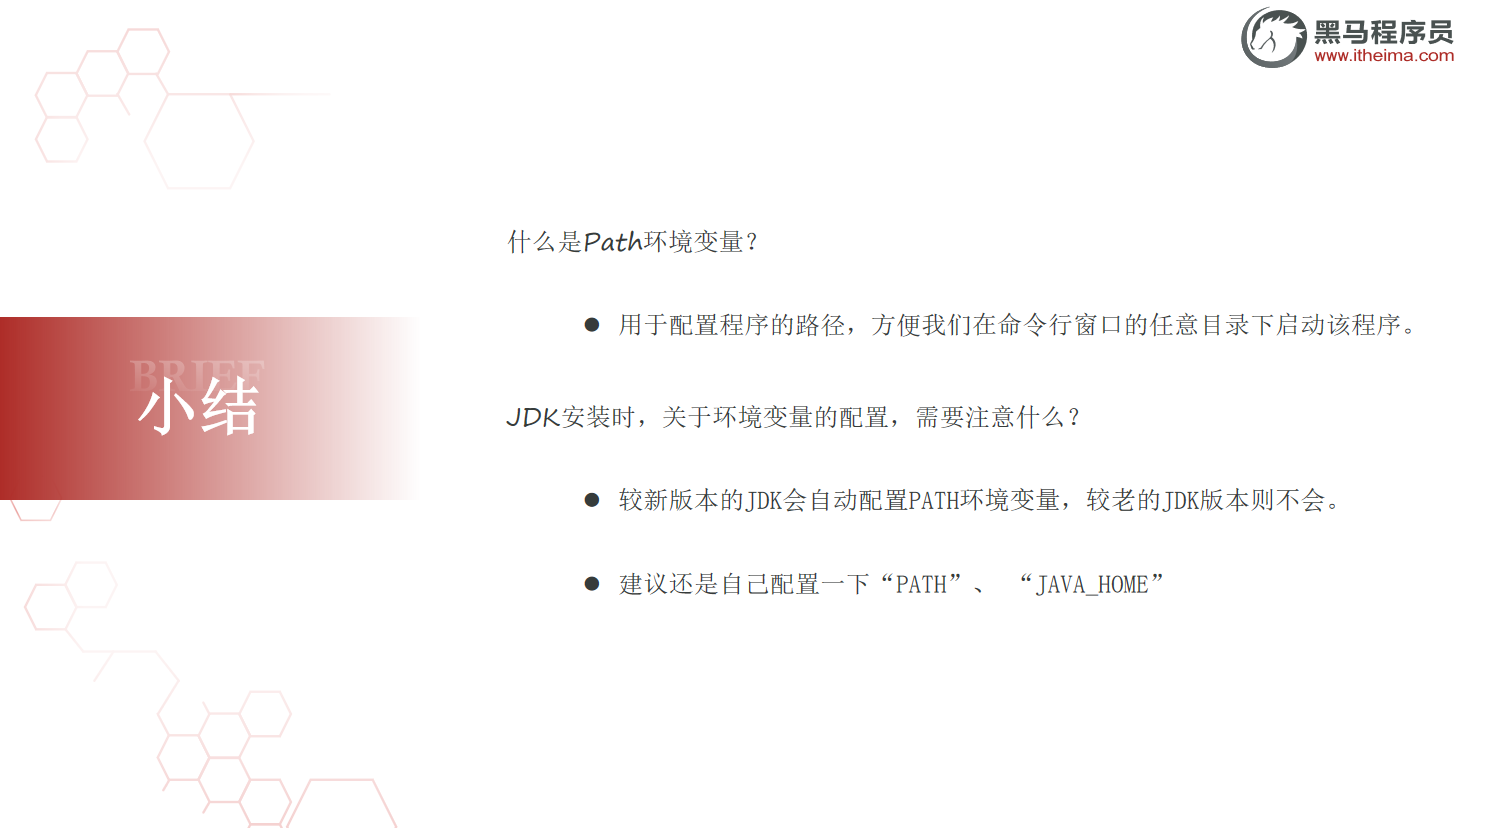 黑马程序员
www.itheima.com
什么是Path环境变量？
● 用于配置程序的路径，方便我们在命令行窗口的任意目录下启动该程序。
BRIEF
小结
JDK安装时，关于环境变量的配置，需要注意什么？
● 较新版本的JDK会自动配置PATH环境变量，较老的JDK版本则不会。
● 建议还是自己配置一下“PATH”、 “JAVA_HOME”